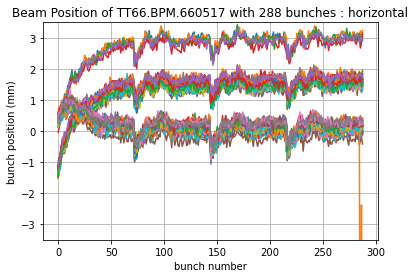 Beam Position of TT66.BPM.660517 with 288 bunches : horizontal
bunch position (mm)
3
2
1
0
−1
−2
−3
0 50 100 150 200 250 300
bunch number